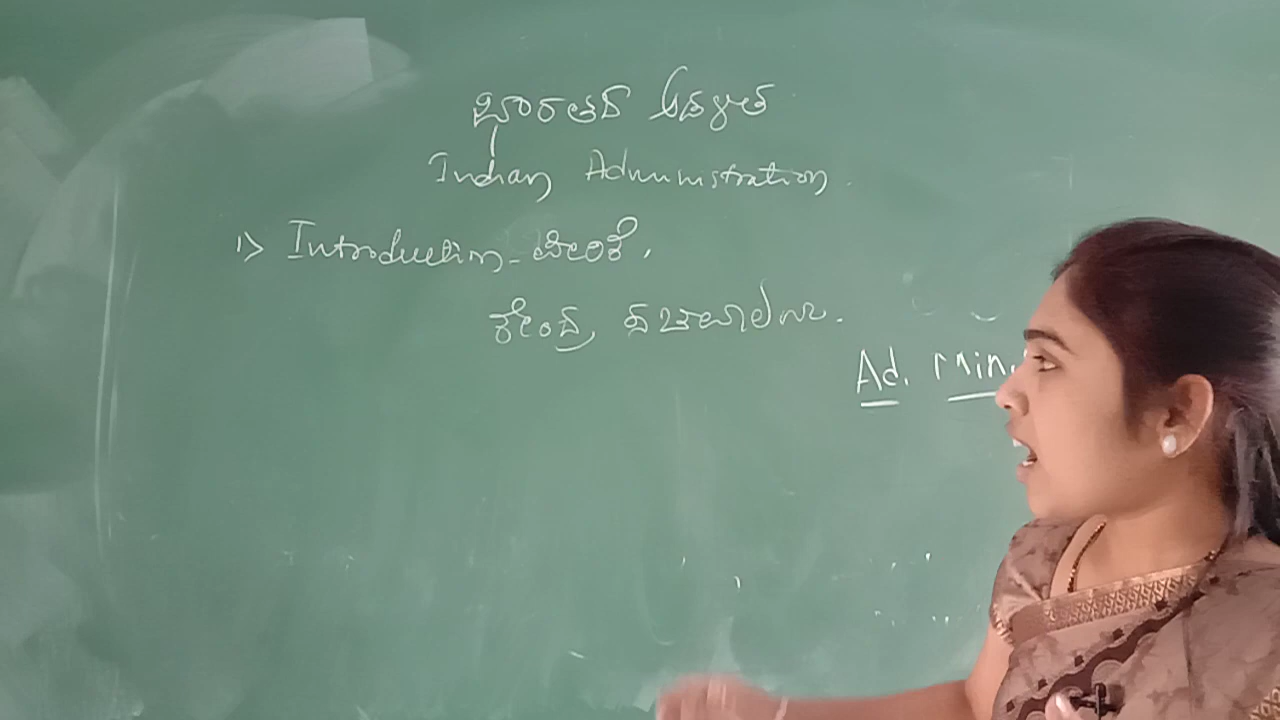 ಭಾರತದ ಆಡಳಿತ
Indian Administration.
1> Introduction - ಪೀಠಿಕೆ.
ಕೇಂದ್ರ ಸಚಿವಾಲಯ.
Ad. Min